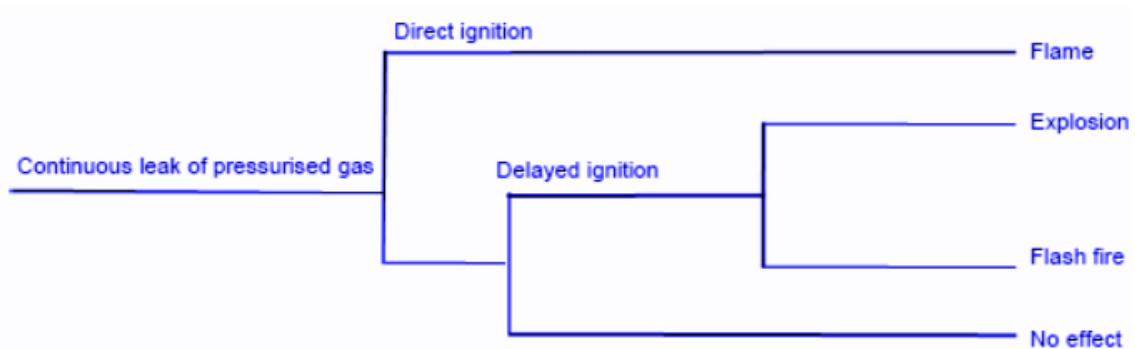 Direct ignition
Flame
Explosion
Continuous leak of pressurised gas
Delayed ignition
Flash fire
No effect